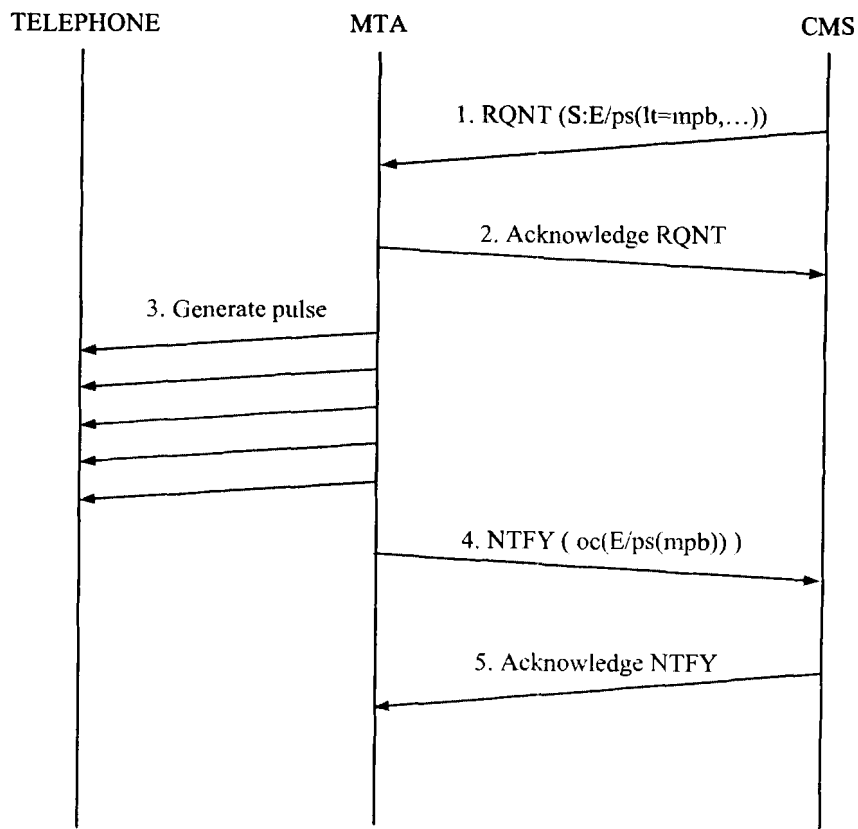 TELEPHONE MTA CMS
1. RQNT (S:E/ps(lt=mpb,...))
2. Acknowledge RQNT
3. Generate pulse
4. NTFY ( oc(E/ps(mpb)) )
5. Acknowledge NTFY